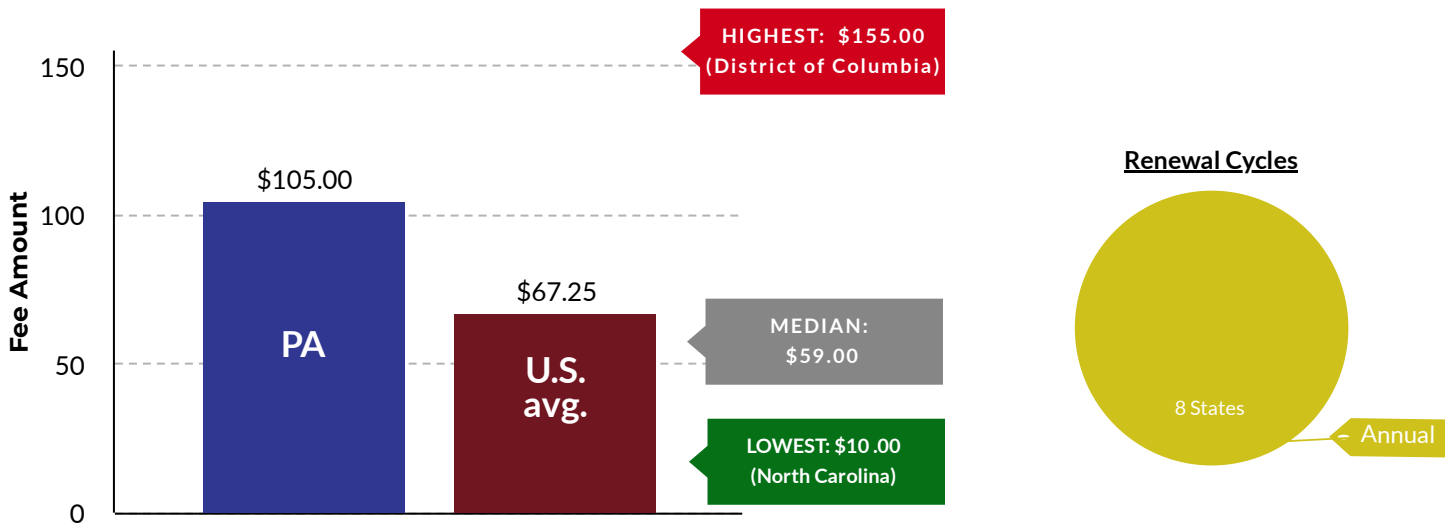 HIGHEST: $155.00
(District of Columbia)
150
Renewal Cycles
$105.00
100
Fee Amount
$67.25
MEDIAN:
$59.00
PA
50
U.S.
avg.
8 States
Annual
LOWEST: $10 .00
(North Carolina)
0